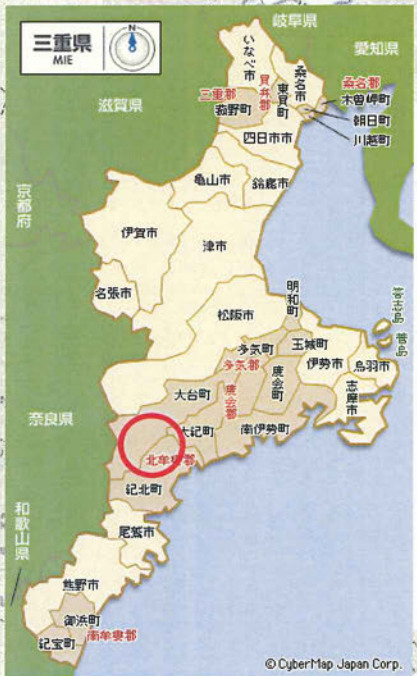 三重県
MIE
岐阜県
愛知県
滋賀県
京都府
奈良県
和歌山県
いなべ市
員弁郡
東員町
桑名市
桑名郡
木曽岬町
朝日町
川越町
三重郡
菰野町
四日市市
亀山市
鈴鹿市
伊賀市
津市
名張市
松阪市
明和町
多気町
玉城町
伊勢市
鳥羽市
答志島
菅島
志摩市
多気郡
度会郡
度会町
大台町
大紀町
南伊勢町
北牟婁郡
紀北町
尾鷲市
熊野市
御浜町
紀宝町
南牟婁郡
© CyberMap Japan Corp.